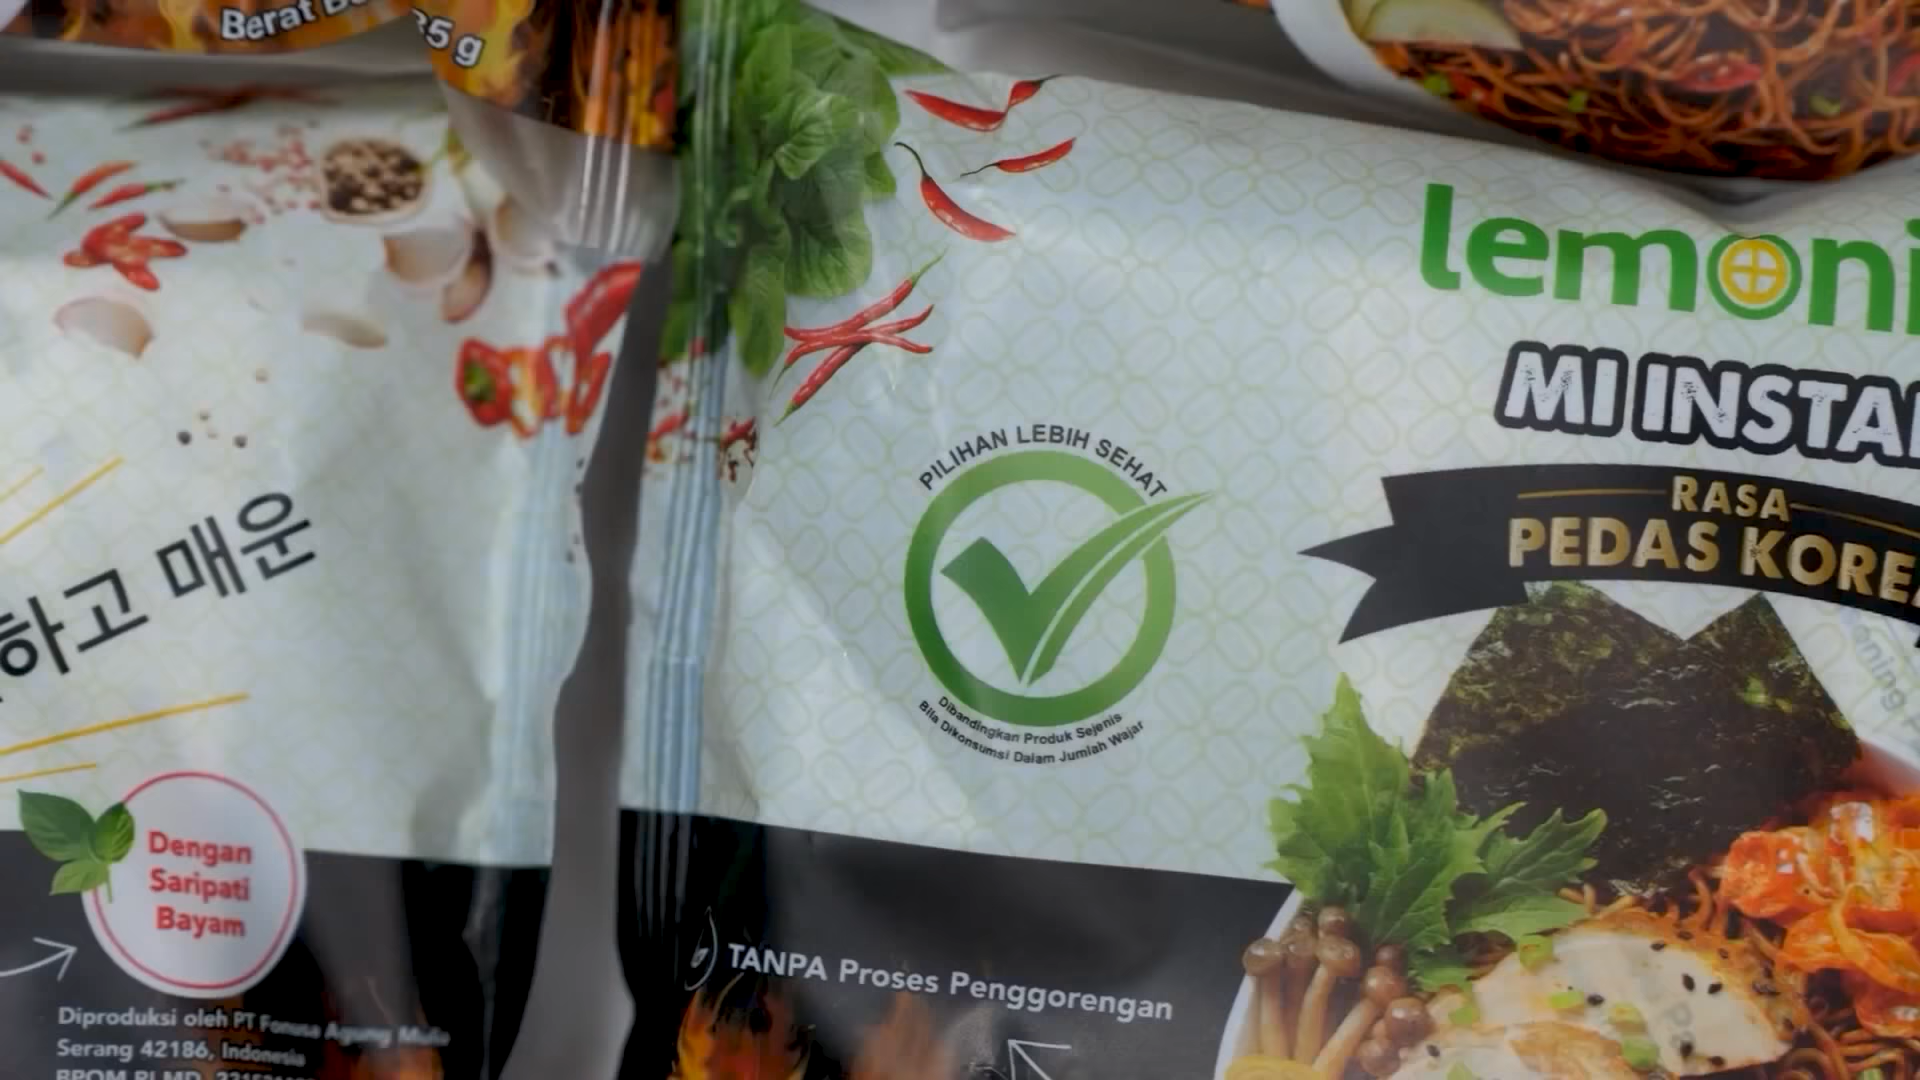 Berat
35 g
하고 매운
Dengan
Saripati
Bayam
Diproduksi oleh PT Fonusa Agung Mulia
Serang 42186, Indonesia
BPOM RI MD
lemoni
MI INSTA
RASA
PEDAS KOREA
PILIHAN LEBIH SEHAT
Dibandingkan Produk Sejenis
Bila Dikonsumsi Dalam Jumlah Wajar
TANPA Proses Penggorengan